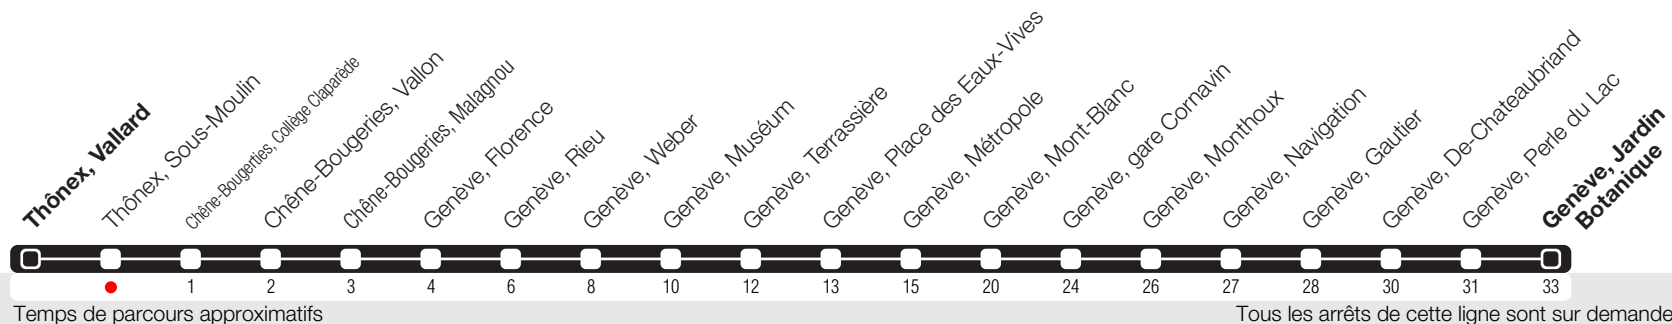 Thônex, Vallard
Thônex, Sous-Moulin
Chêne-Bougerties, Collège Claparède
Chêne-Bougeries, Vallon
Chêne-Bougeries, Malagnou
Genève, Florence
Genève, Rieu
Genève, Weber
Genève, Muséum
Genève, Terrassière
Genève, Place des Eaux-Vives
Genève, Métropole
Genève, Mont-Blanc
Genève, gare Cornavin
Genève, Monthoux
Genève, Navigation
Genève, Gautier
Genève, De-Chateaubriand
Genève, Perle du Lac
Genève, Jardin
Botanique
1 2 3 4 6 8 10 12 13 15 20 24 26 27 28 30 31 33
Temps de parcours approximatifs
Tous les arrêts de cette ligne sont sur demande